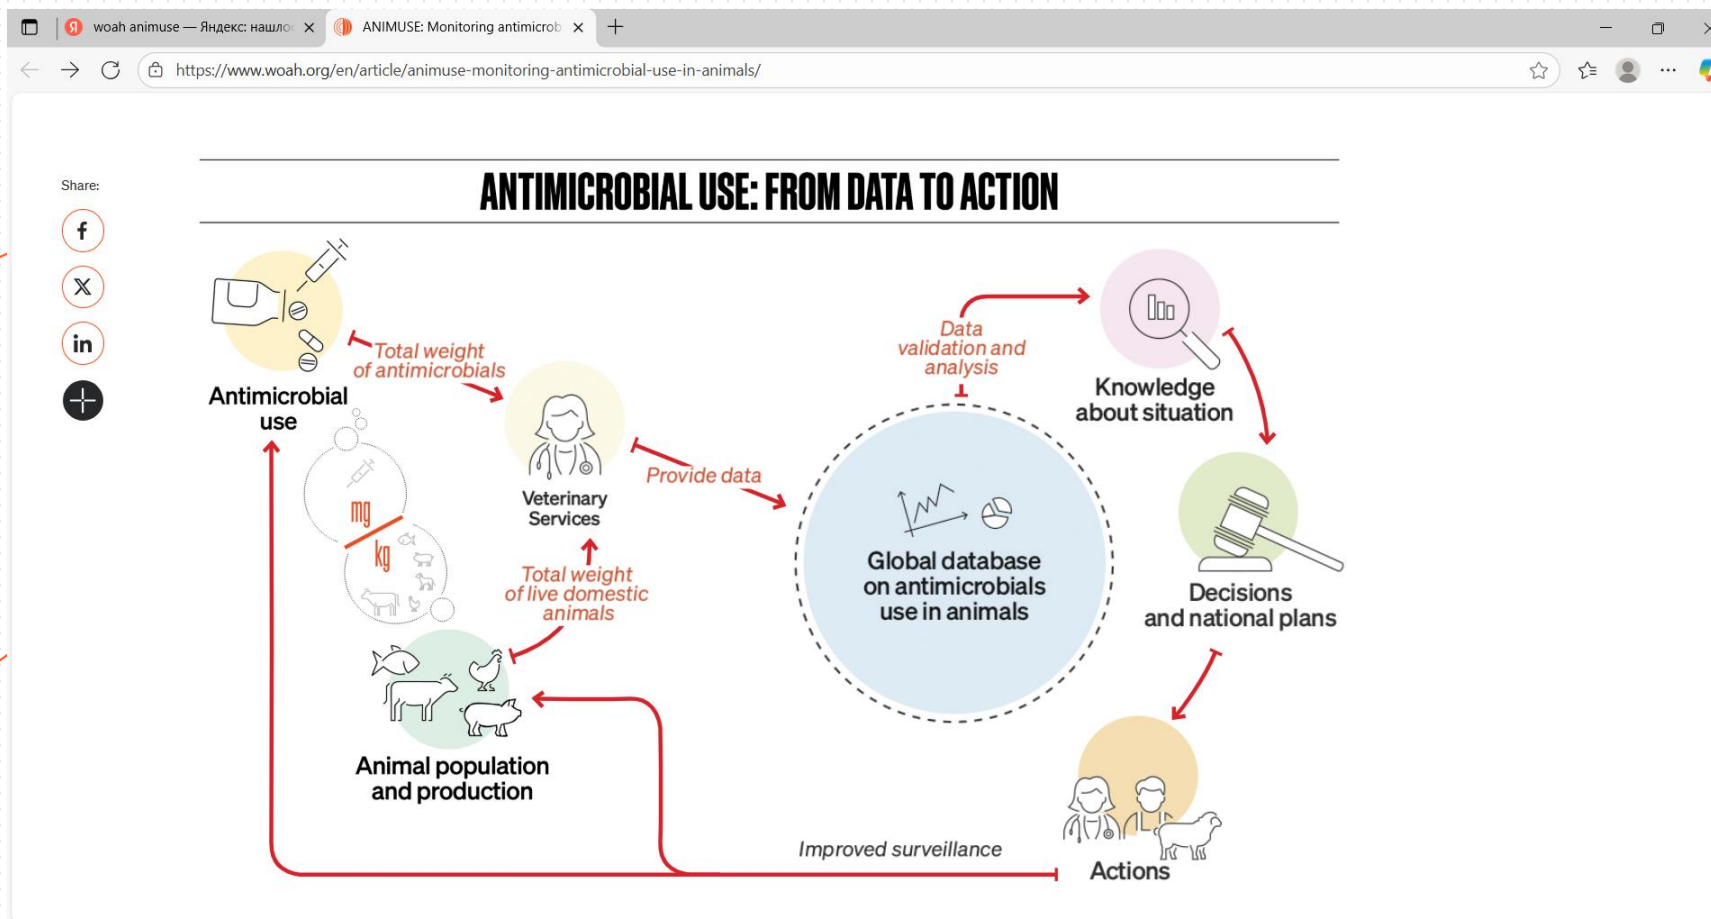 woah animuse — Яндекс: нашло
ANIMUSE: Monitoring antimicrob
https://www.woah.org/en/article/animuse-monitoring-antimicrobial-use-in-animals/
Share:
ANTIMICROBIAL USE: FROM DATA TO ACTION
Total weight
of antimicrobials
Antimicrobial
use
mg
kg
Veterinary
Services
Total weight
of live domestic
animals
Animal population
and production
Provide data
Data
validation and
analysis
Global database
on antimicrobials
use in animals
Knowledge
about situation
Decisions
and national plans
Improved surveillance
Actions